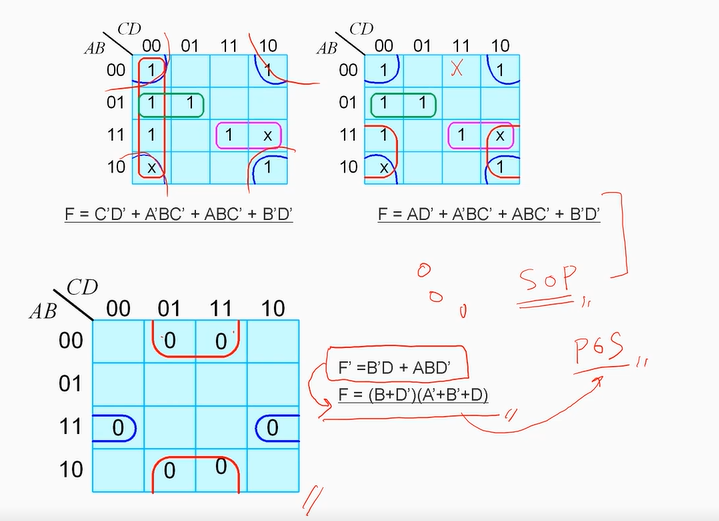 CD
AB 00 01 11 10
00 1 1
01 1 1
11 1 1 x
10 x 1
F = C'D' + A'BC' + ABC' + B'D'
CD
AB 00 01 11 10
00 1 X 1
01 1 1
11 1 1 x
10 x 1
F = AD' + A'BC' + ABC' + B'D'
0
0
0
SOP
CD
AB 00 01 11 10
00 0 0
01
11 0 0
10 0 0
F' =B'D + ABD'
F = (B+D')(A'+B'+D)
POS